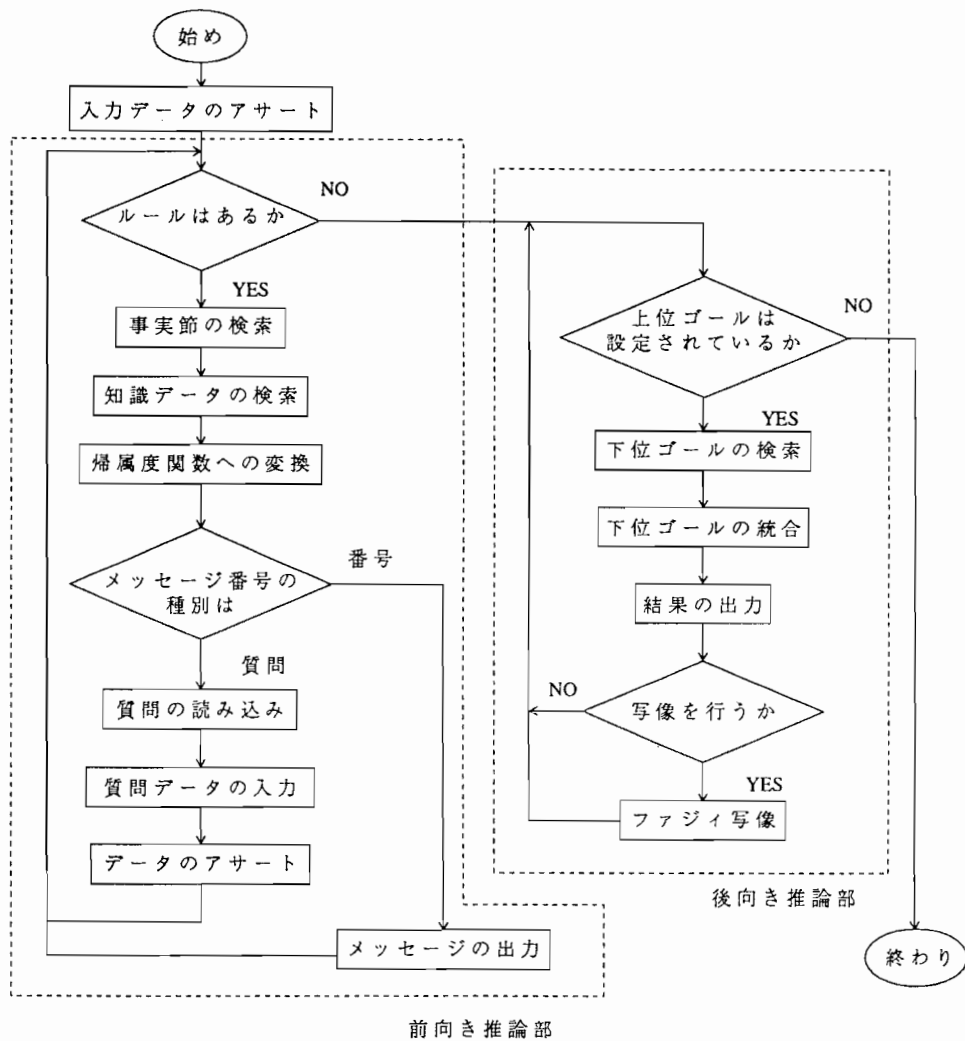 始め
入力データのアサート
ルールはあるか
NO
YES
事実節の検索
知識データの検索
帰属度関数への変換
メッセージ番号の
種別は
番号
質問
質問の読み込み
質問データの入力
データのアサート
メッセージの出力
前向き推論部
上位ゴールは
設定されているか
NO
YES
下位ゴールの検索
下位ゴールの統合
結果の出力
写像を行うか
NO
YES
ファジィ写像
後向き推論部
終わり